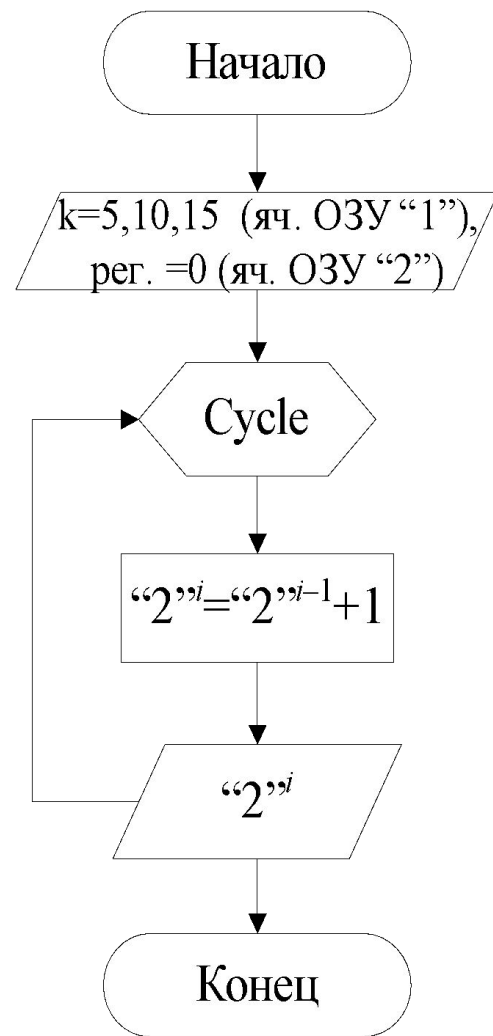 Начало
k=5,10,15 (яч. ОЗУ “1”),
рег. =0 (яч. ОЗУ “2”)
Cycle
“2”ⁱ=“2”ⁱ⁻¹+1
“2”ⁱ
Конец